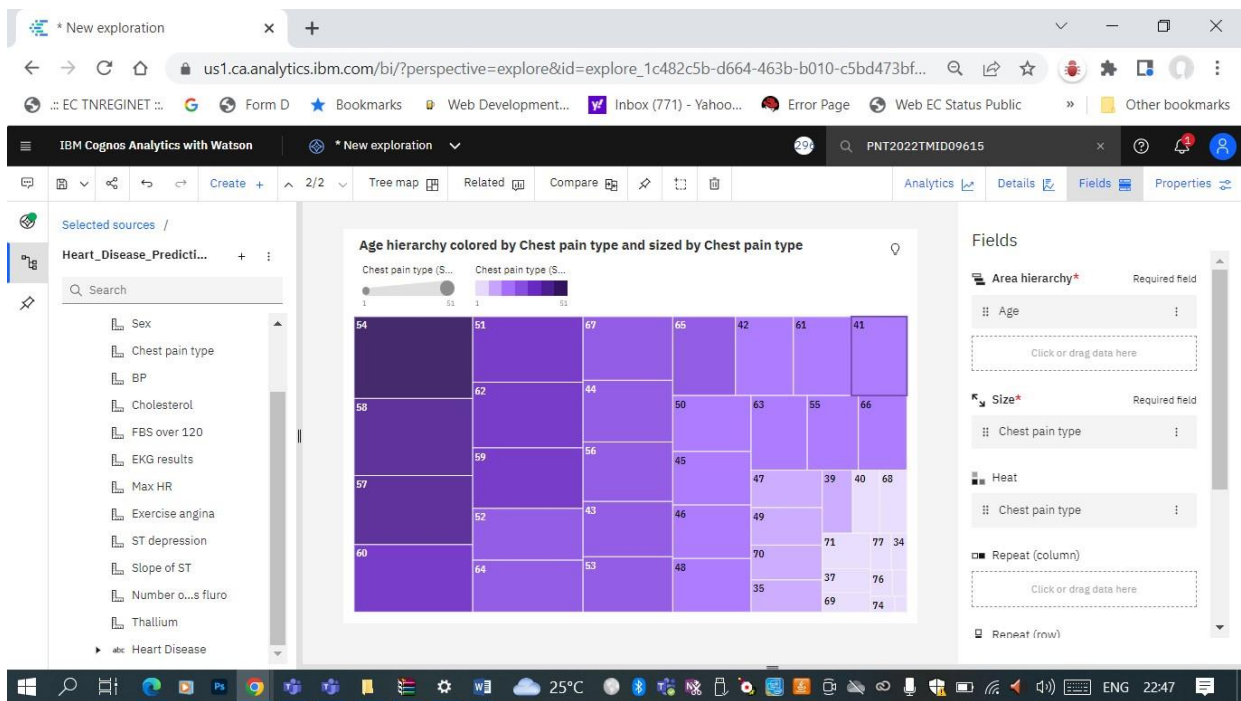 * New exploration
us1.ca.analytics.ibm.com/bi/?perspective=explore&id=explore_1c482c5b-d664-463b-b010-c5bd473bf...
.:: EC TNREGINET ::. G Form D Bookmarks Web Development... Inbox (771) - Yahoo... Error Page Web EC Status Public » Other bookmarks
IBM Cognos Analytics with Watson * New exploration PNT2022TMID09615
Create + 2/2 Tree map Related Compare Analytics Details Fields Properties
Selected sources /
Heart_Disease_Predicti...
Search
Sex
Chest pain type
BP
Cholesterol
FBS over 120
EKG results
Max HR
Exercise angina
ST depression
Slope of ST
Number o...s fluro
Thallium
abc Heart Disease
Age hierarchy colored by Chest pain type and sized by Chest pain type
Chest pain type (S... Chest pain type (S...
1 51 1 51
54 51 67 65 42 61 41
62 44
58 50 63 55 66
59 56 45
57 47 39 40 68
52 43 46 49
71 77 34
60 70
64 53 48
35 37 76
69 74
Fields
Area hierarchy* Required field
Age
Click or drag data here
Size* Required field
Chest pain type
Heat
Chest pain type
Repeat (column)
Click or drag data here
Repeat (row)
25°C ENG 22:47